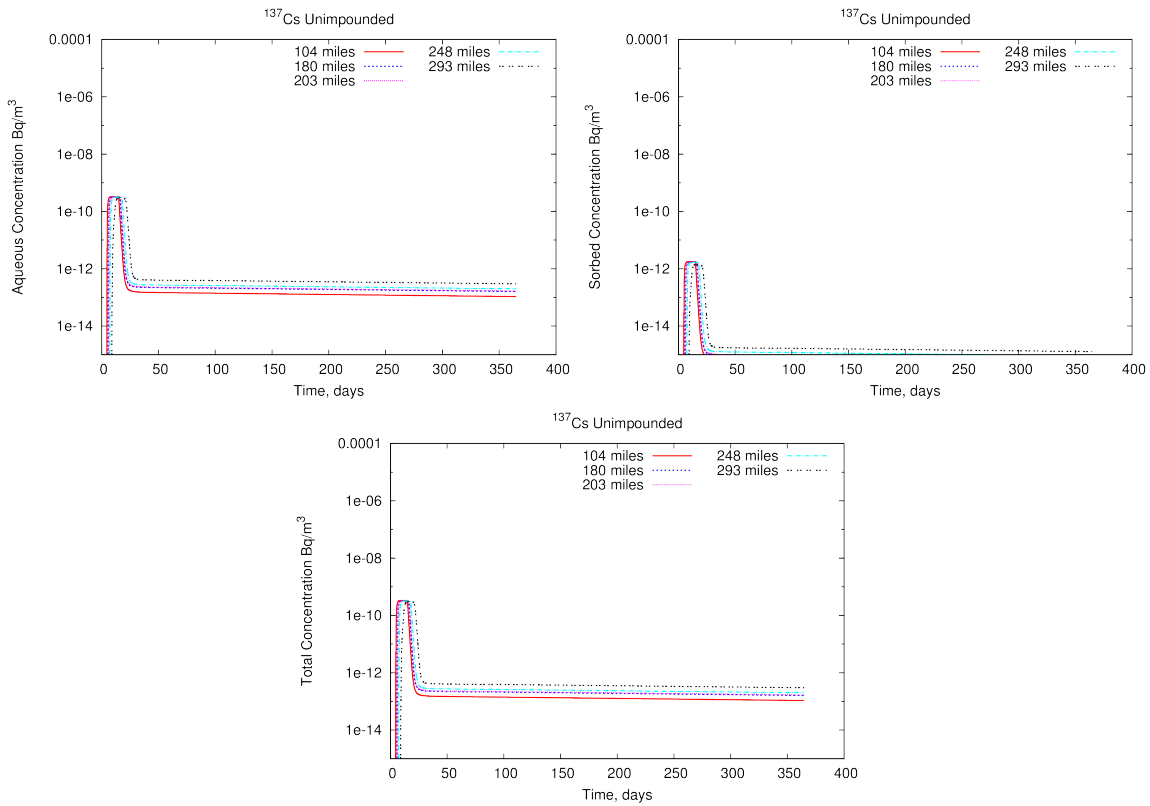 ¹³⁷Cs Unimpounded
104 miles 248 miles
180 miles 293 miles
203 miles
0.0001
1e-06
1e-08
1e-10
1e-12
1e-14
Aqueous Concentration Bq/m³
0 50 100 150 200 250 300 350 400
Time, days
¹³⁷Cs Unimpounded
104 miles 248 miles
180 miles 293 miles
203 miles
0.0001
1e-06
1e-08
1e-10
1e-12
1e-14
Sorbed Concentration Bq/m³
0 50 100 150 200 250 300 350 400
Time, days
¹³⁷Cs Unimpounded
104 miles 248 miles
180 miles 293 miles
203 miles
0.0001
1e-06
1e-08
1e-10
1e-12
1e-14
Total Concentration Bq/m³
0 50 100 150 200 250 300 350 400
Time, days